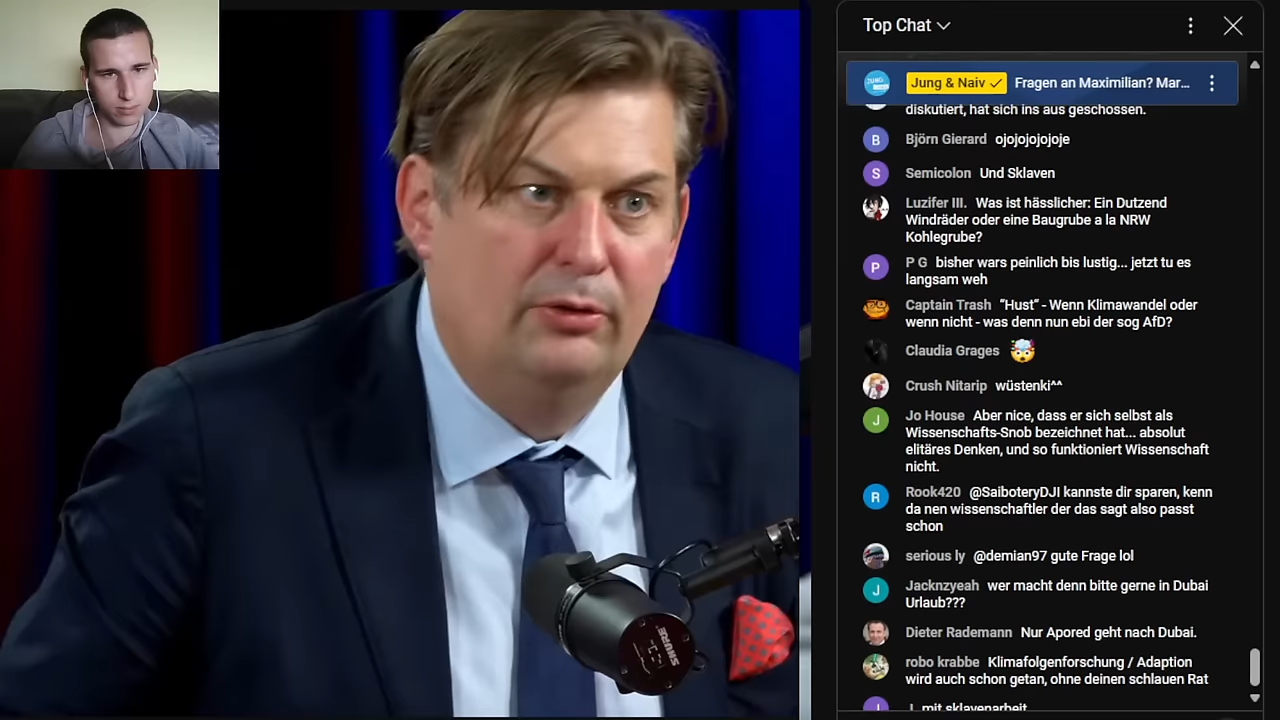 Top Chat
JUNG
Jung & Naiv Fragen an Maximilian? Mar...
diskutiert, hat sich ins aus geschossen.
B Björn Gierard ojojojojojoje
S Semicolon Und Sklaven
Luzifer III. Was ist hässlicher: Ein Dutzend
Windräder oder eine Baugrube a la NRW
Kohlegrube?
P P G bisher wars peinlich bis lustig... jetzt tu es
langsam weh
Captain Trash “Hust” - Wenn Klimawandel oder
wenn nicht - was denn nun ebi der sog AfD?
Claudia Grages 🤯
Crush Nitarip wüstenki^^
J Jo House Aber nice, dass er sich selbst als
Wissenschafts-Snob bezeichnet hat... absolut
elitäres Denken, und so funktioniert Wissenschaft
nicht.
R Rook420 @SaiboteryDJI kannste dir sparen, kenn
da nen wissenschaftler der das sagt also passt
schon
serious ly @demian97 gute Frage lol
J Jacknzyeah wer macht denn bitte gerne in Dubai
Urlaub???
Dieter Rademann Nur Apored geht nach Dubai.
robo krabbe Klimafolgenforschung / Adaption
wird auch schon getan, ohne deinen schlauen Rat
mit sklavenarbeit
SHURE